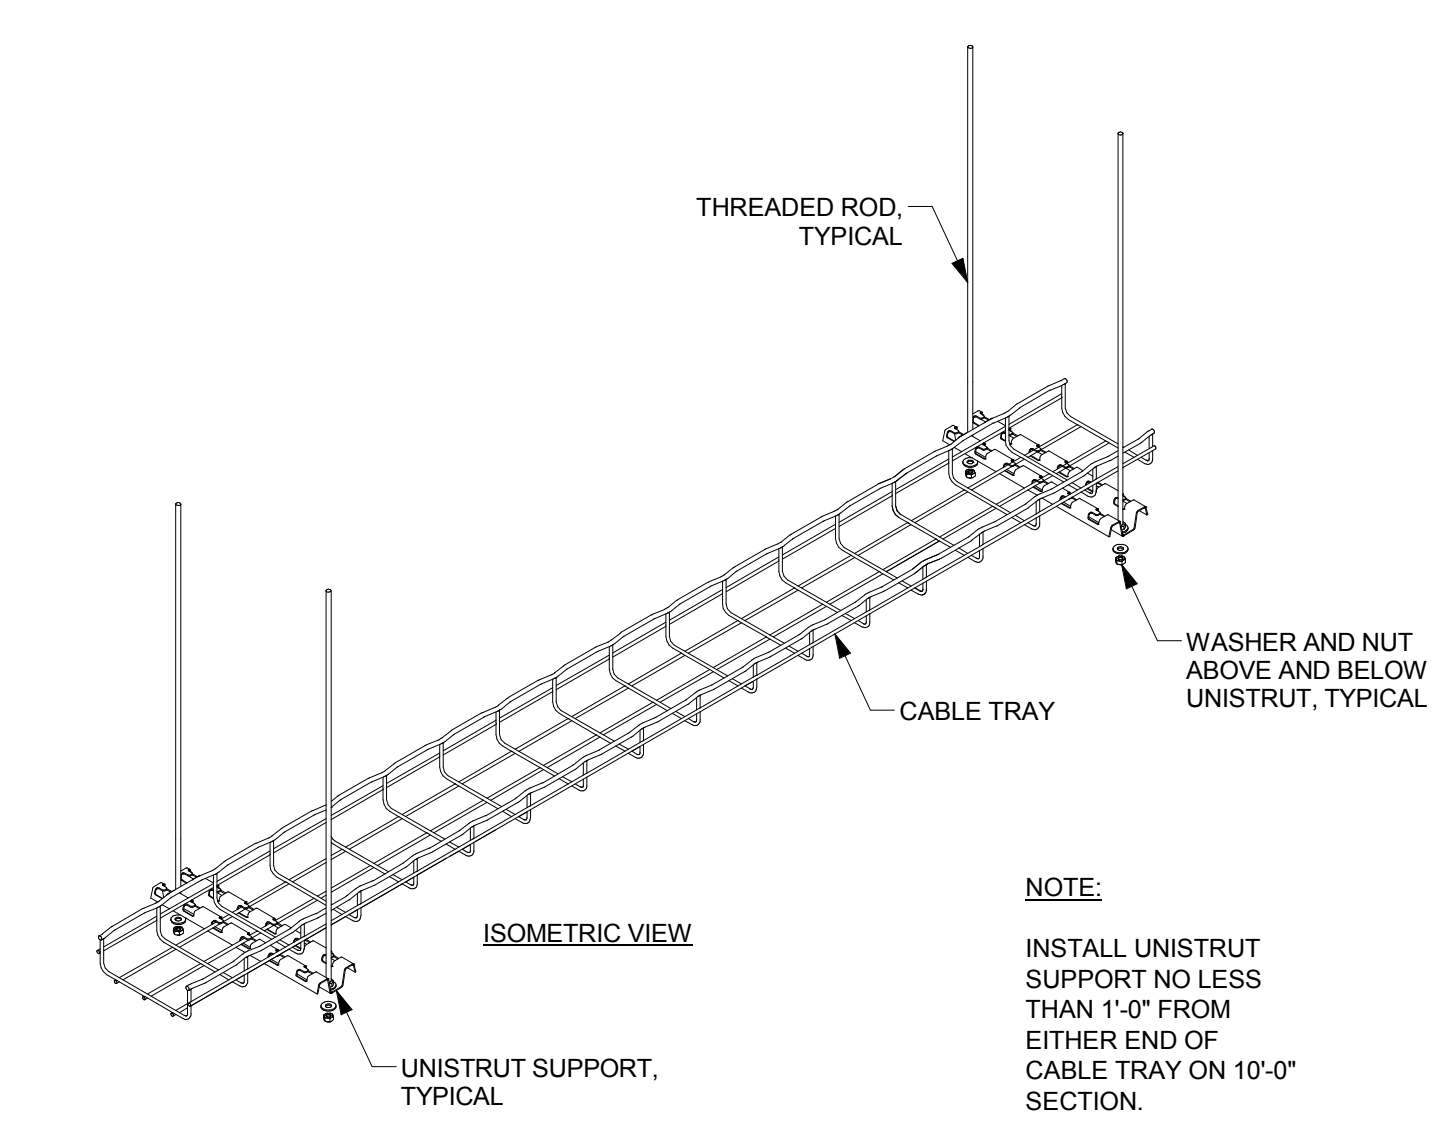 THREADED ROD,
TYPICAL
WASHER AND NUT
ABOVE AND BELOW
UNISTRUT, TYPICAL
CABLE TRAY
ISOMETRIC VIEW
UNISTRUT SUPPORT,
TYPICAL
NOTE:
INSTALL UNISTRUT
SUPPORT NO LESS
THAN 1'-0" FROM
EITHER END OF
CABLE TRAY ON 10'-0"
SECTION.